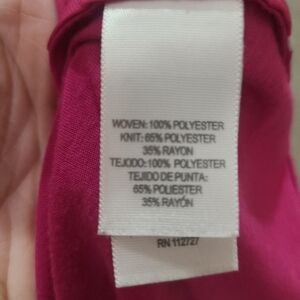 WOVEN: 100% POLYESTER
KNIT: 65% POLYESTER
35% RAYON
TEJIDO: 100% POLYESTER
TEJIDO DE PUNTA:
65% POLIESTER
35% RAYÓN
RN 112727